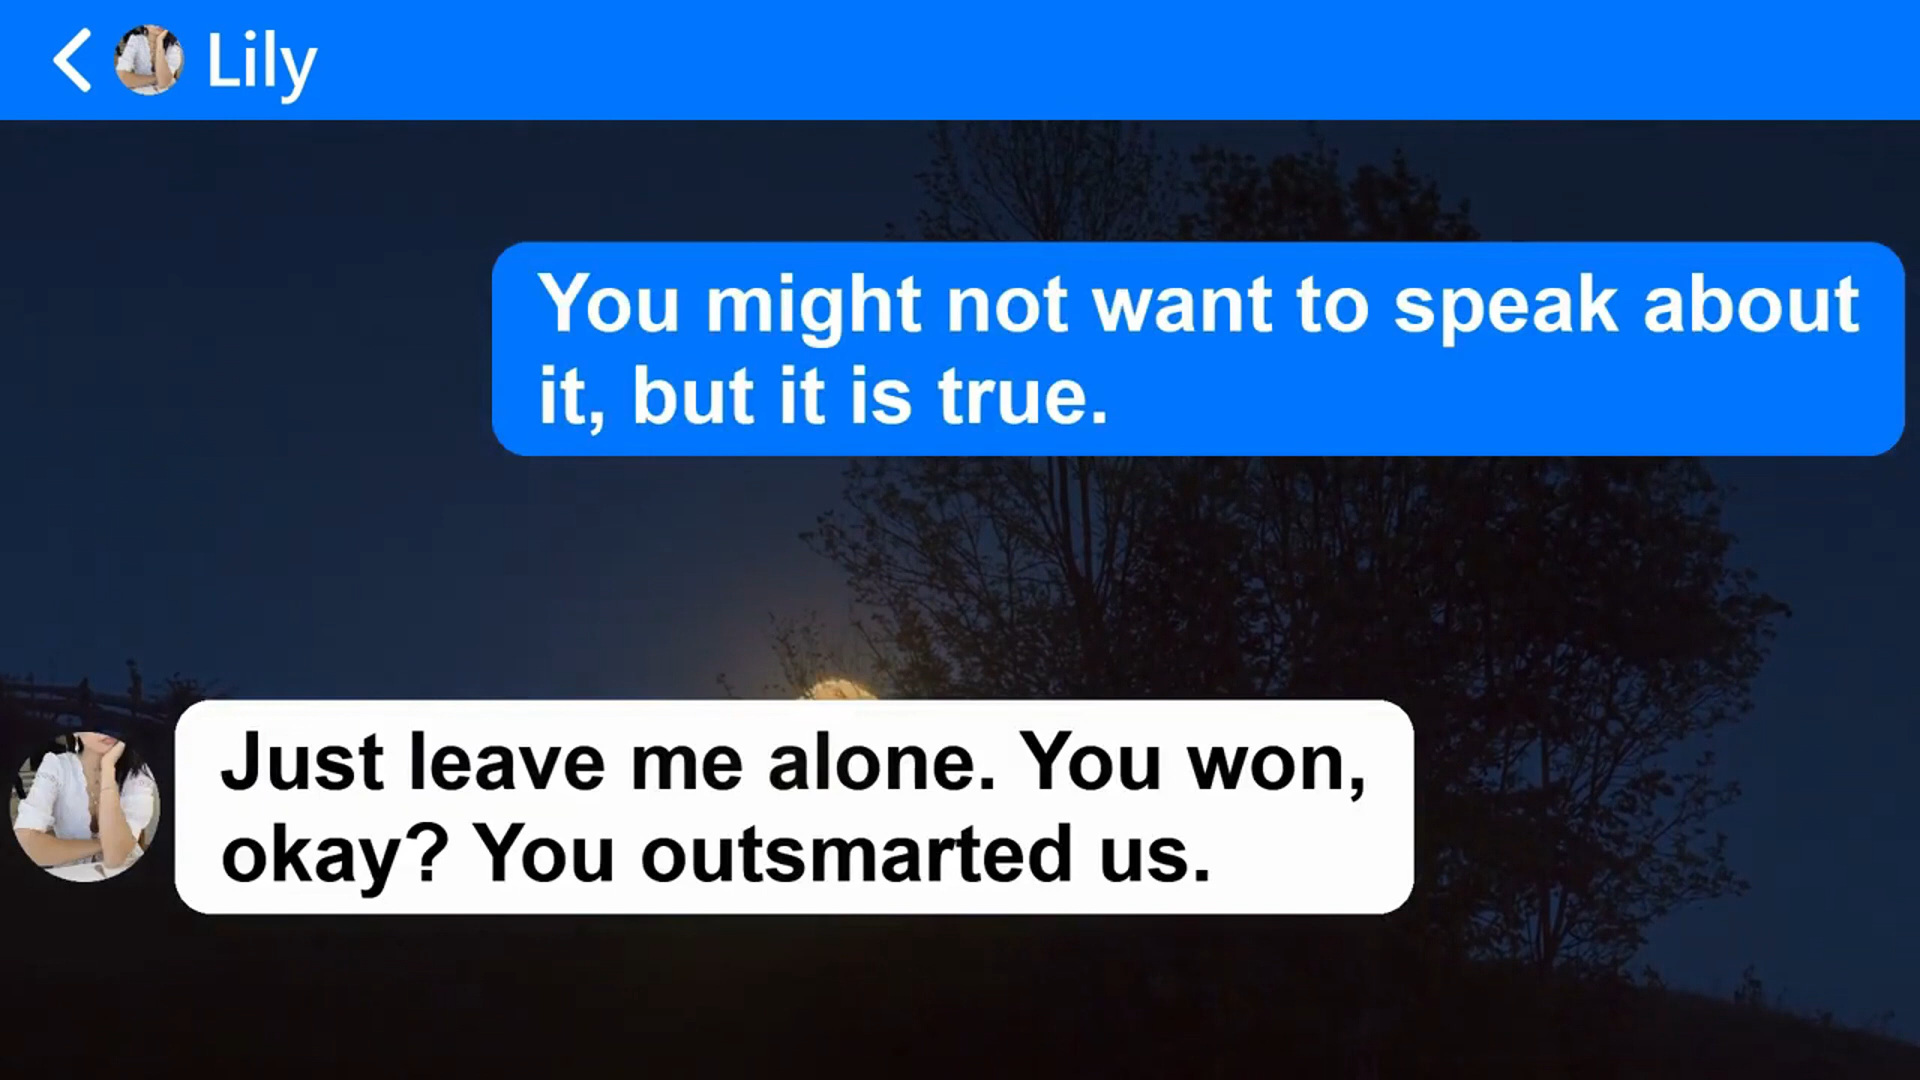 Lily
You might not want to speak about
it, but it is true.
Just leave me alone. You won,
okay? You outsmarted us.